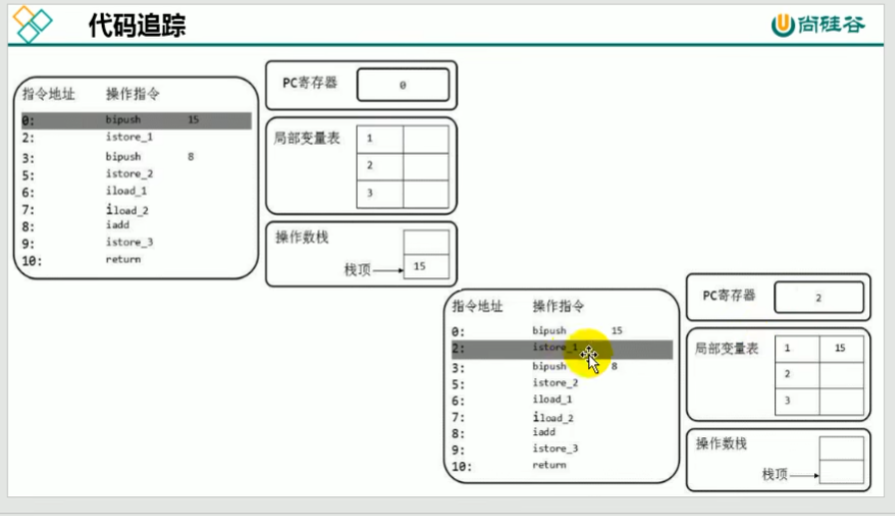 代码追踪
尚硅谷
指令地址 操作指令
0: bipush 15
2: istore_1
3: bipush 8
5: istore_2
6: iload_1
7: iload_2
8: iadd
9: istore_3
10: return
PC寄存器 0
局部变量表 1
2
3
操作数栈
栈顶 15
指令地址 操作指令
0: bipush 15
2: istore_1
3: bipush 8
5: istore_2
6: iload_1
7: iload_2
8: iadd
9: istore_3
10: return
PC寄存器 2
局部变量表 1 15
2
3
操作数栈
栈顶